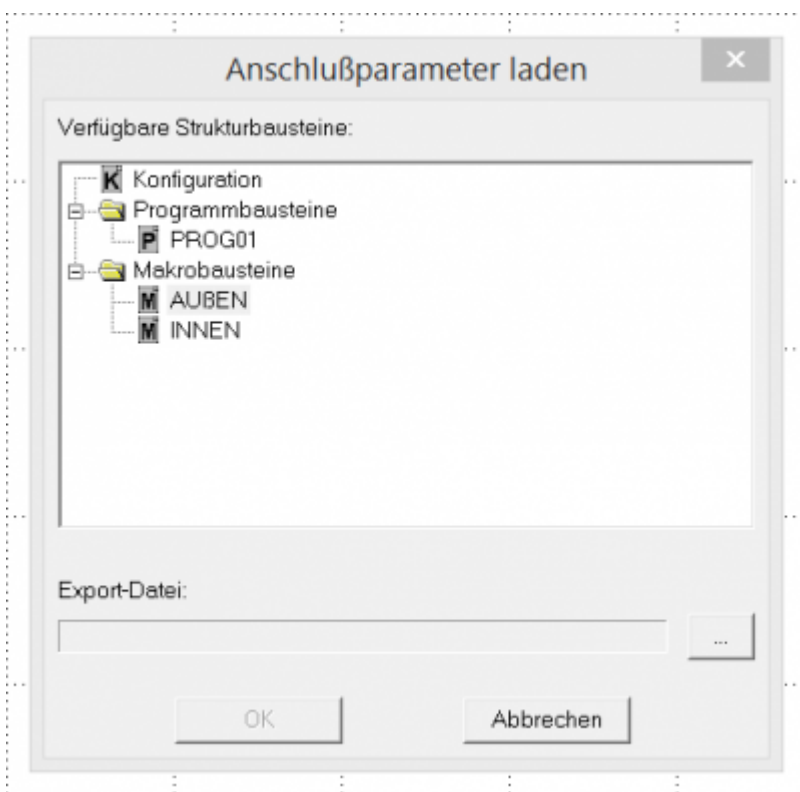 Anschlußparameter laden
Verfügbare Strukturbausteine:
K Konfiguration
Programmbausteine
P PROG01
Makrobausteine
M AUßEN
M INNEN
Export-Datei:
...
OK
Abbrechen